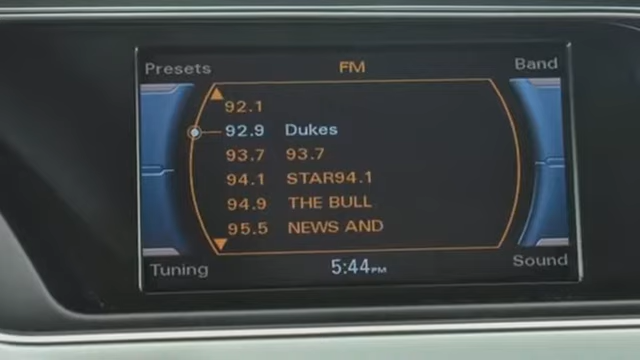 Presets FM Band
92.1
92.9 Dukes
93.7 93.7
94.1 STAR94.1
94.9 THE BULL
95.5 NEWS AND
Tuning 5:44PM Sound